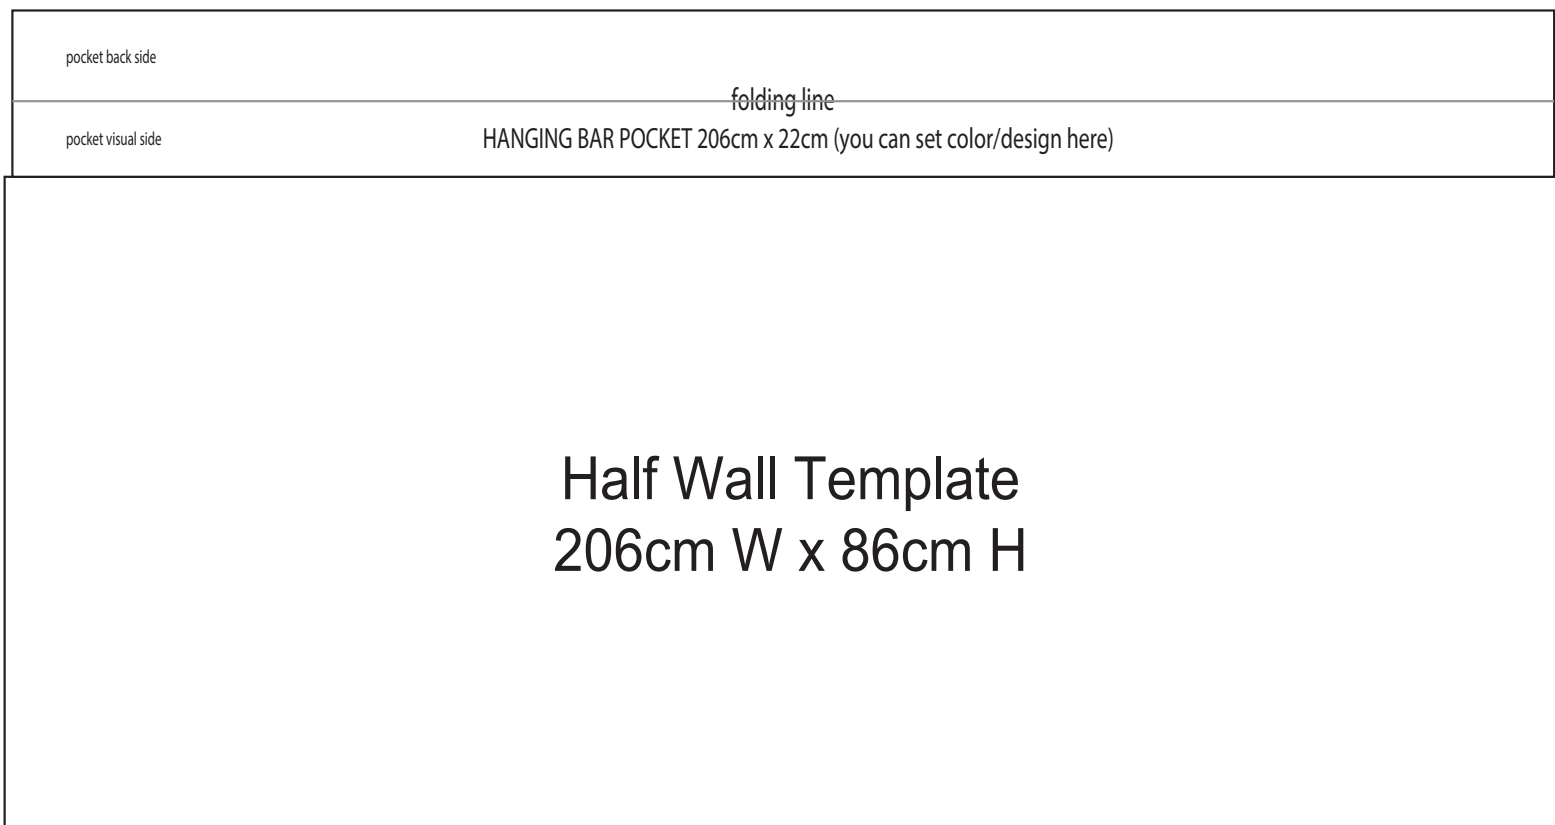 pocket back side
folding line
pocket visual side
HANGING BAR POCKET 206cm x 22cm (you can set color/design here)
Half Wall Template
206cm W x 86cm H